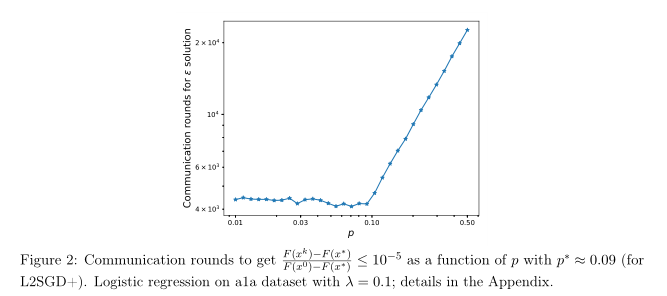 Communication rounds for ε solution
2 × 10⁴
10⁴
6 × 10³
4 × 10³
0.01 0.03 0.10 0.50
p
Figure 2: Communication rounds to get \frac{F(x^k)−F(x^*)}{F(x^0)−F(x^*)} ≤ 10⁻⁵ as a function of p with p* ≈ 0.09 (for
L2SGD+). Logistic regression on a1a dataset with λ = 0.1; details in the Appendix.